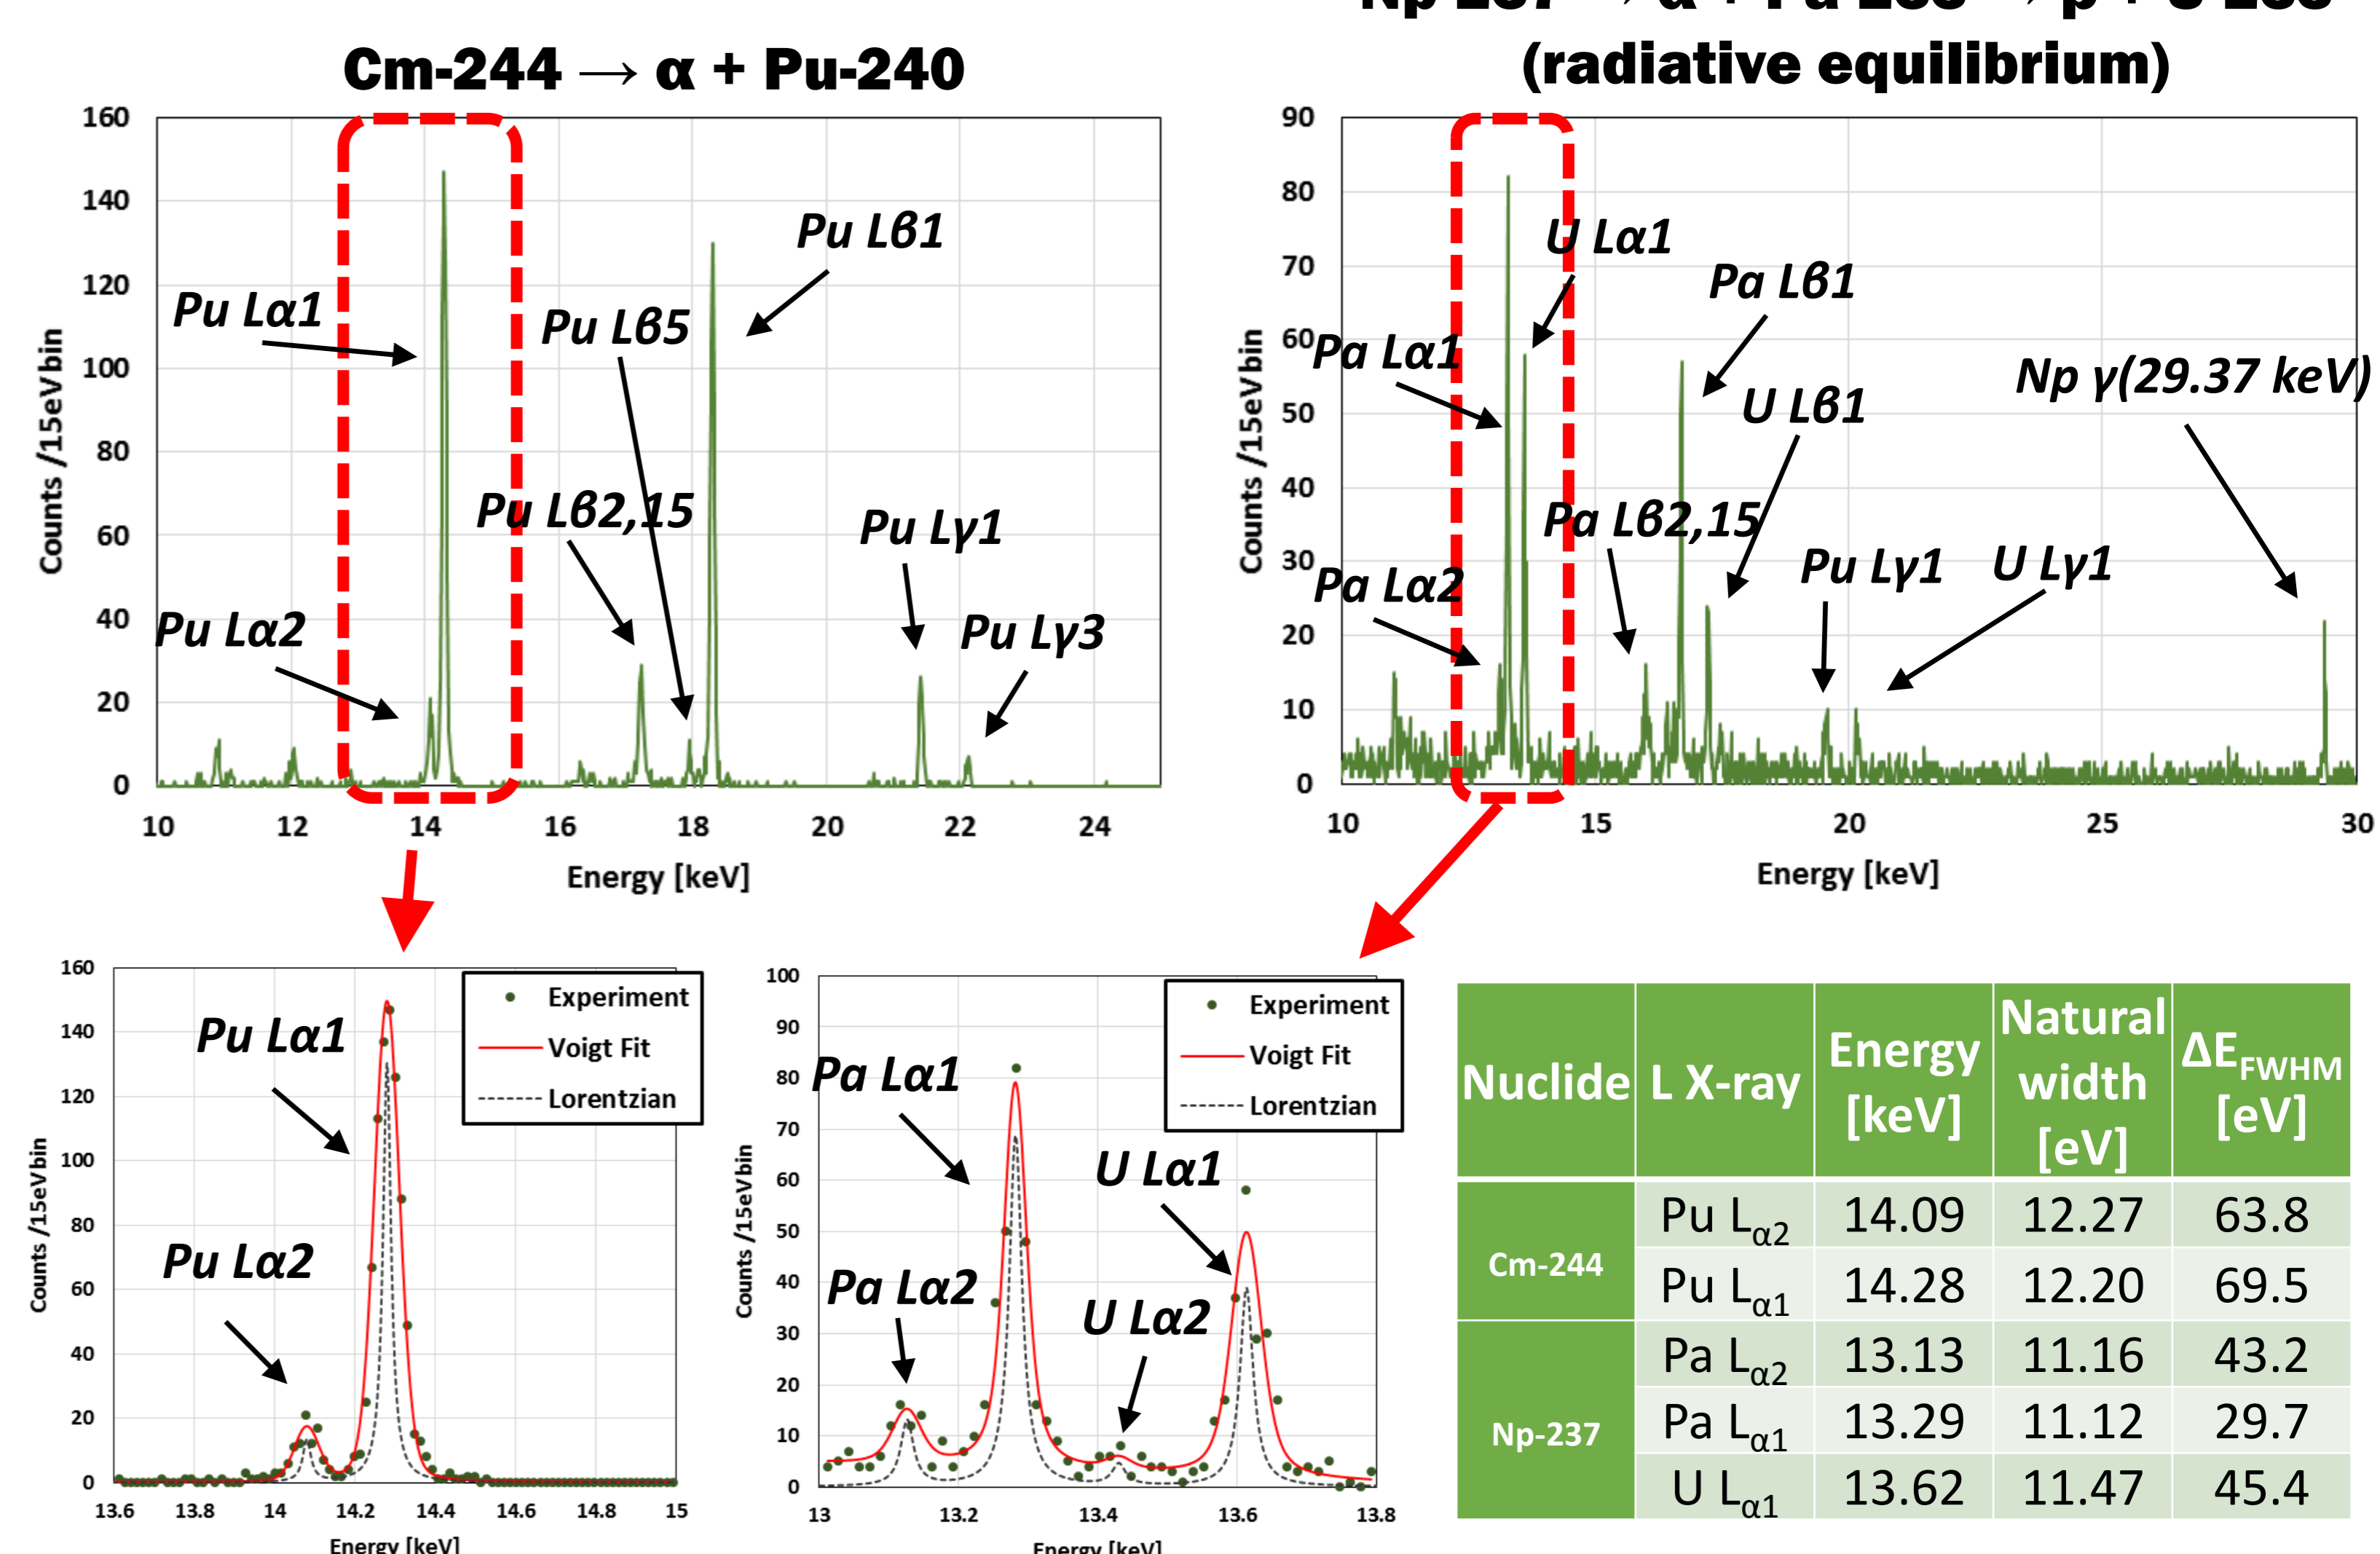 Cm-244 → α + Pu-240
(radiative equilibrium)
160
140
120
100
80
60
40
20
0
10
12
14
16
18
20
22
24
Counts /15eVbin
Energy [keV]
Pu Lα1
Pu Lα2
Pu Lβ5
Pu Lβ1
Pu Lβ2,15
Pu Lγ1
Pu Lγ3
90
80
70
60
50
40
30
20
10
0
10
15
20
25
30
Counts /15eVbin
Energy [keV]
U Lα1
Pa Lβ1
Pa Lα1
U Lβ1
Np γ(29.37 keV)
Pa Lβ2,15
Pa Lα2
Pu Lγ1
U Lγ1
160
140
120
100
80
60
40
20
0
13.6
13.8
14
14.2
14.4
14.6
14.8
15
Counts /15eVbin
Energy [keV]
Experiment
Voigt Fit
Lorentzian
Pu Lα1
Pu Lα2
100
90
80
70
60
50
40
30
20
10
0
13
13.2
13.4
13.6
13.8
Counts /15eVbin
Energy [keV]
Experiment
Voigt Fit
Lorentzian
Pa Lα1
U Lα1
Pa Lα2
U Lα2
Nuclide L X-ray Energy [keV] Natural width [eV] ΔE_FWHM [eV]
Cm-244
Pu Lα2 14.09 12.27 63.8
Pu Lα1 14.28 12.20 69.5
Np-237
Pa Lα2 13.13 11.16 43.2
Pa Lα1 13.29 11.12 29.7
U Lα1 13.62 11.47 45.4